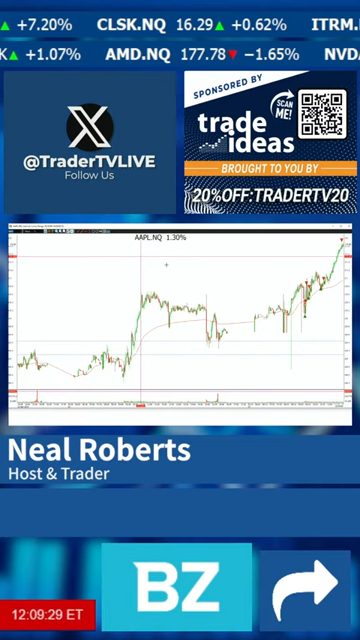 ▲ +7.20% CLSK.NQ 16.29▲ +0.62% ITRM.
K▲ +1.07% AMD.NQ 177.78▼ −1.65% NVD
@TraderTVLIVE
Follow Us
SPONSORED BY
SCAN ME!
trade
ideas
BROUGHT TO YOU BY
20%OFF:TRADERTV20
AAPL.NQ 1.30%
Neal Roberts
Host & Trader
12:09:29 ET
BZ